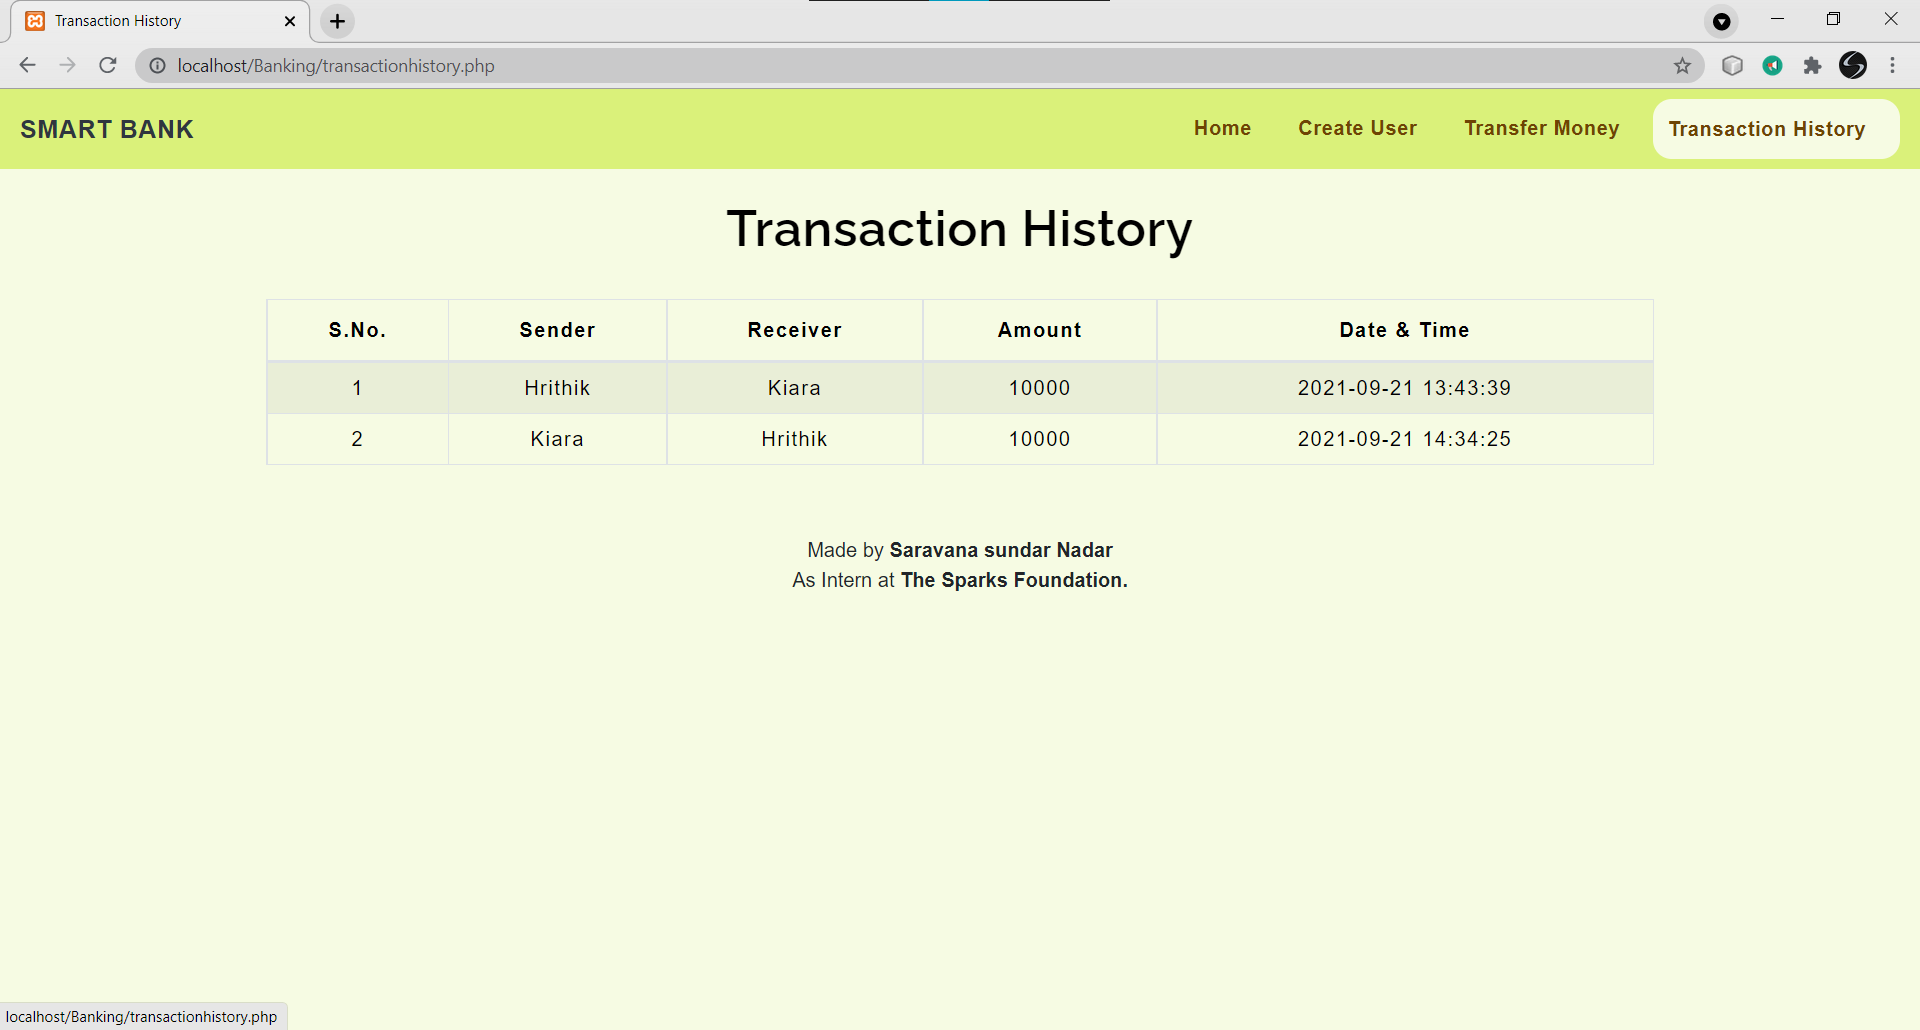 Transaction History
localhost/Banking/transactionhistory.php
SMART BANK Home Create User Transfer Money Transaction History
Transaction History
S.No. Sender Receiver Amount Date & Time
1 Hrithik Kiara 10000 2021-09-21 13:43:39
2 Kiara Hrithik 10000 2021-09-21 14:34:25
Made by Saravana sundar Nadar
As Intern at The Sparks Foundation.
localhost/Banking/transactionhistory.php